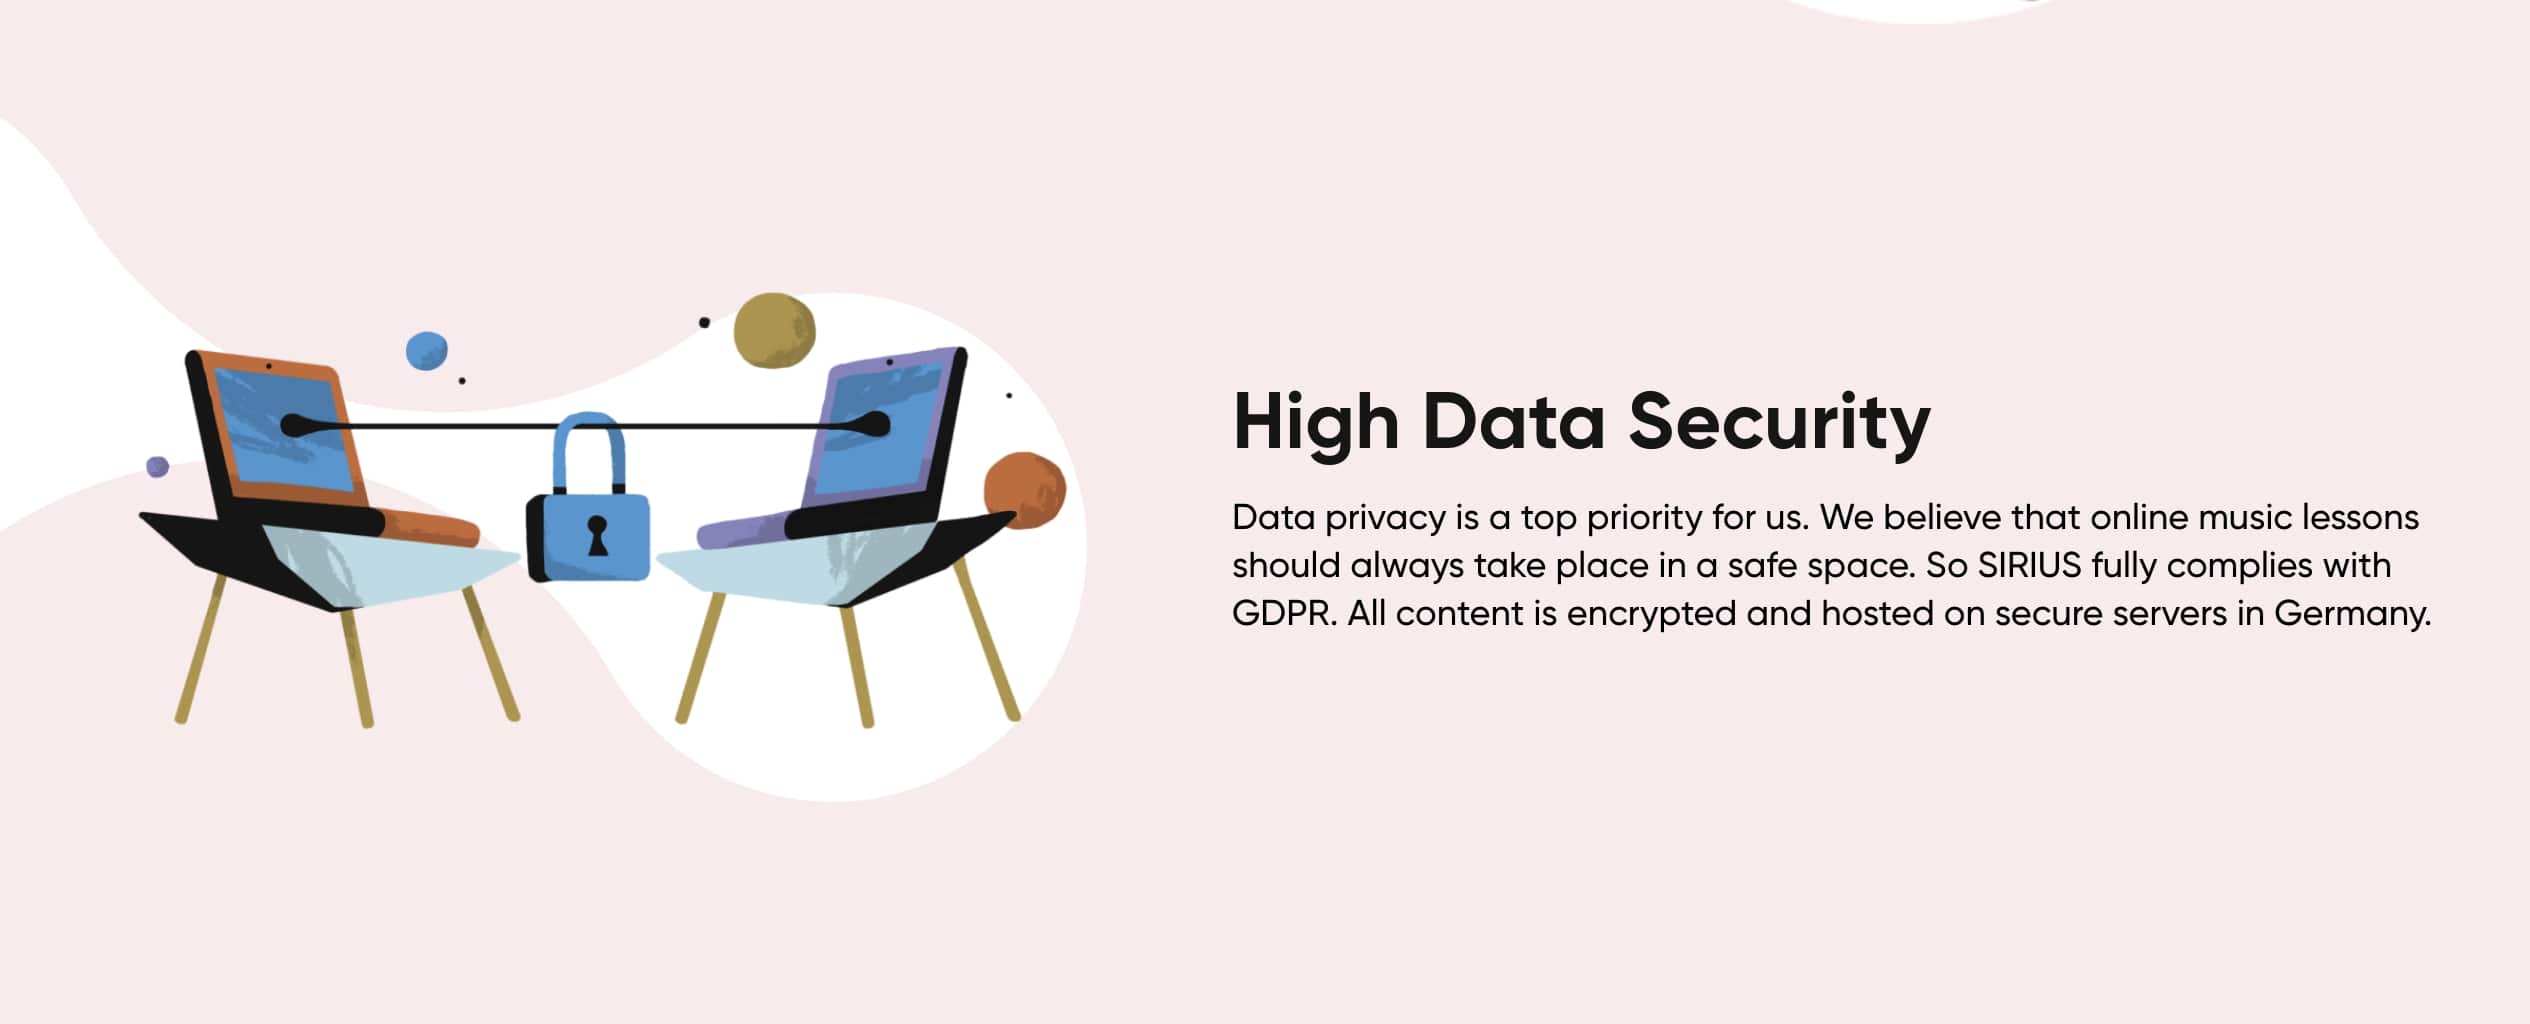 High Data Security
Data privacy is a top priority for us. We believe that online music lessons
should always take place in a safe space. So SIRIUS fully complies with
GDPR. All content is encrypted and hosted on secure servers in Germany.